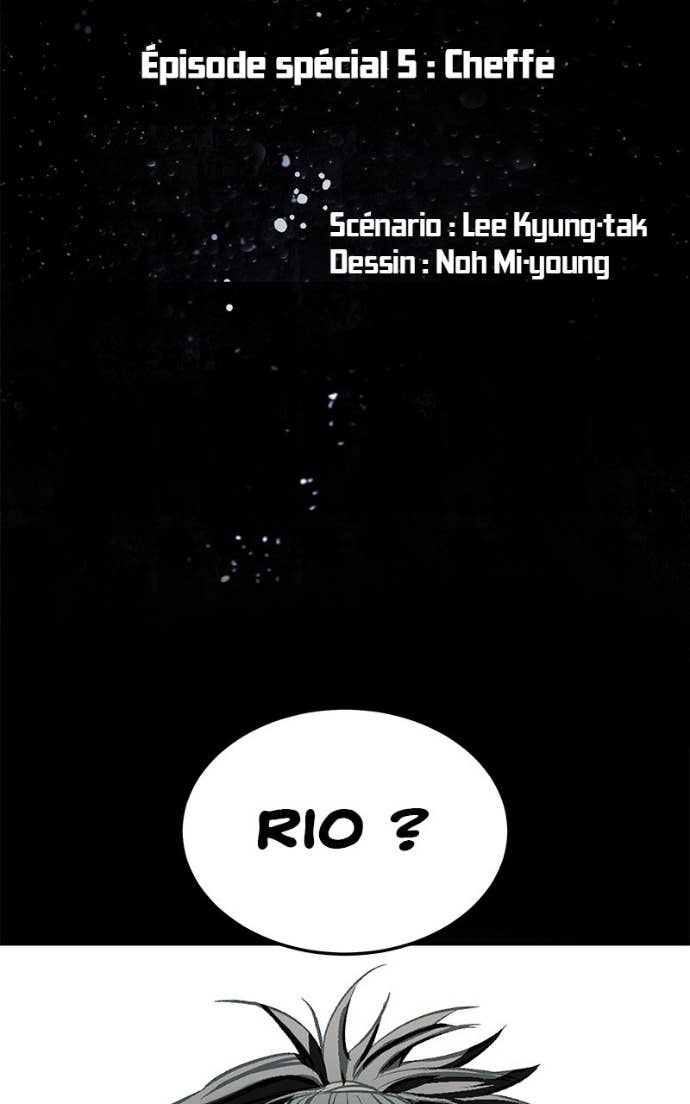 Épisode spécial 5 : Cheffe
Scénario : Lee Kyung-tak
Dessin : Noh Mi-young
RIO ?